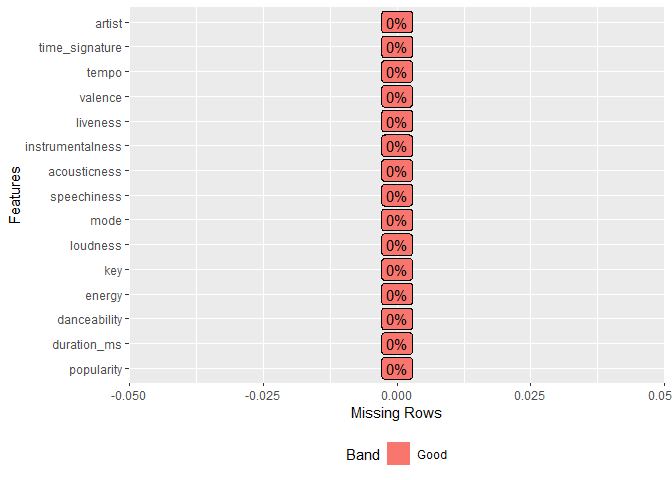 artist 0%
time_signature 0%
tempo 0%
valence 0%
liveness 0%
instrumentalness 0%
acousticness 0%
speechiness 0%
mode 0%
loudness 0%
key 0%
energy 0%
danceability 0%
duration_ms 0%
popularity 0%
Features
-0.050 -0.025 0.000 0.025 0.05
Missing Rows
Band Good